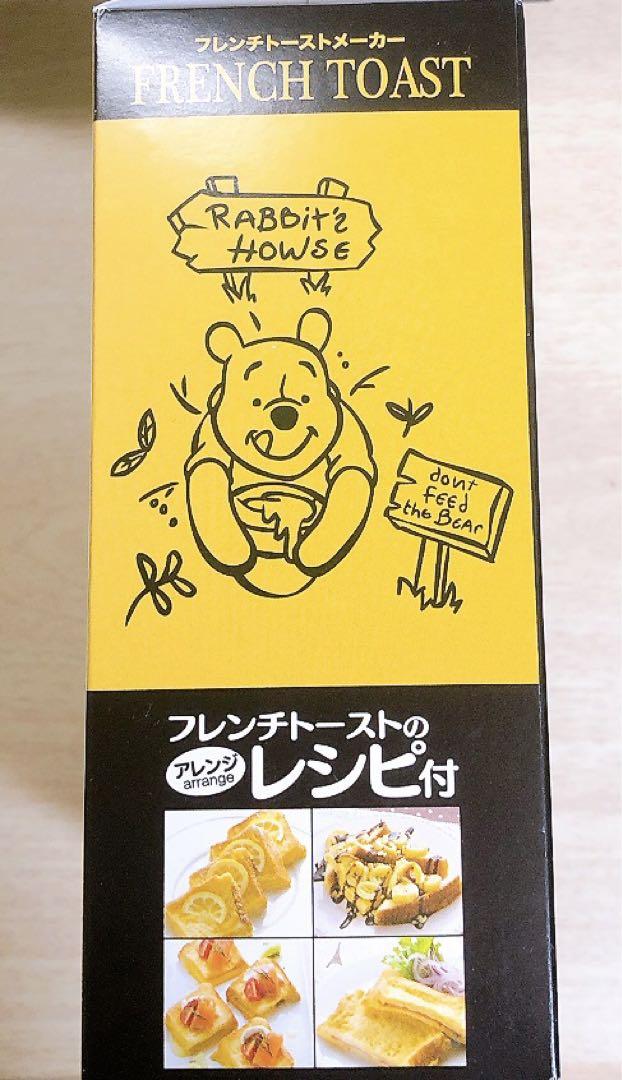 フレンチトーストメーカー
FRENCH TOAST
RABBit'z
HOWSE
dont
FEEd
the BEAr
フレンチトーストの
アレンジ
arrange
レシピ付